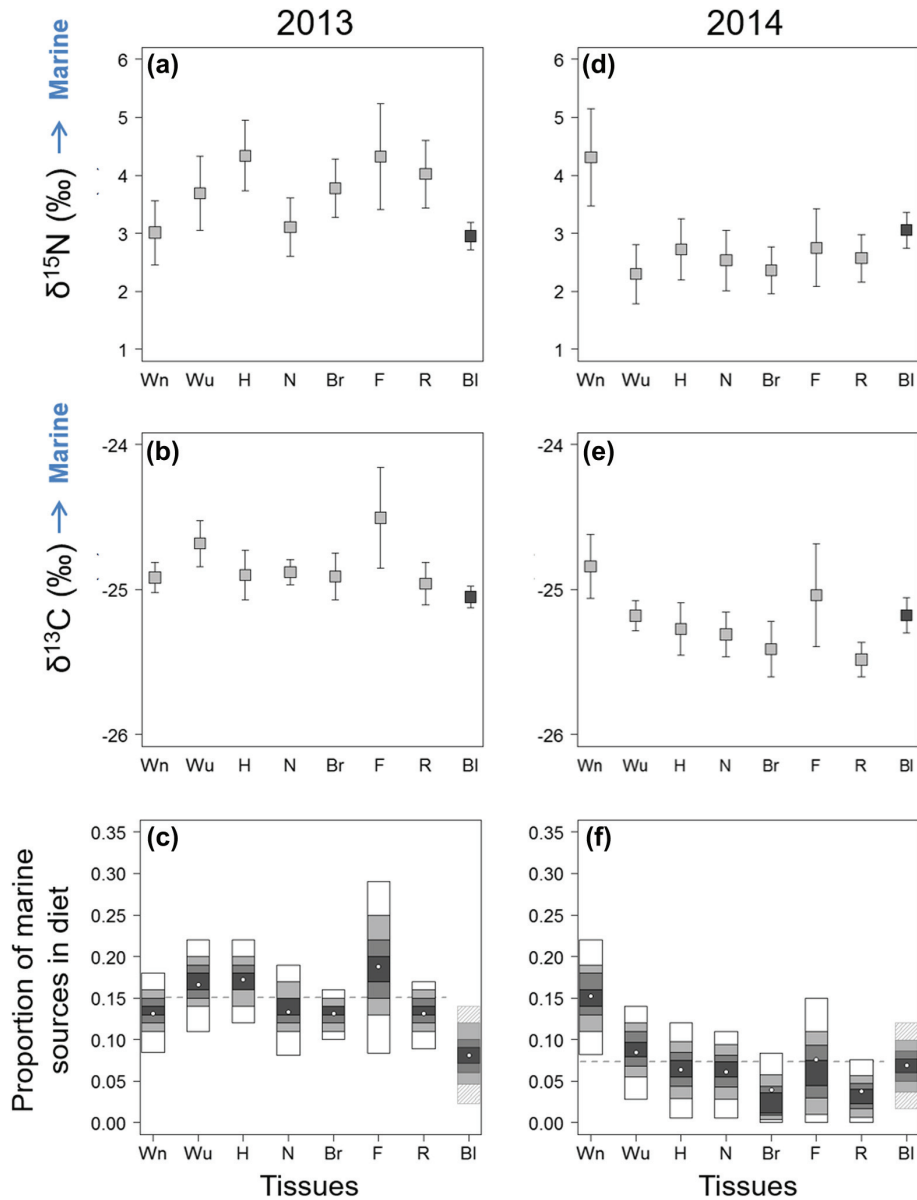 2013
2014
(a)
(d)
δ¹⁵N (‰) → Marine
6
5
4
3
2
1
Wn Wu H N Br F R Bl
6
5
4
3
2
1
Wn Wu H N Br F R Bl
(b)
(e)
δ¹³C (‰) → Marine
-24
-25
-26
Wn Wu H N Br F R Bl
-24
-25
-26
Wn Wu H N Br F R Bl
(c)
(f)
Proportion of marine
sources in diet
0.35
0.30
0.25
0.20
0.15
0.10
0.05
0.00
Wn Wu H N Br F R Bl
Tissues
0.35
0.30
0.25
0.20
0.15
0.10
0.05
0.00
Wn Wu H N Br F R Bl
Tissues